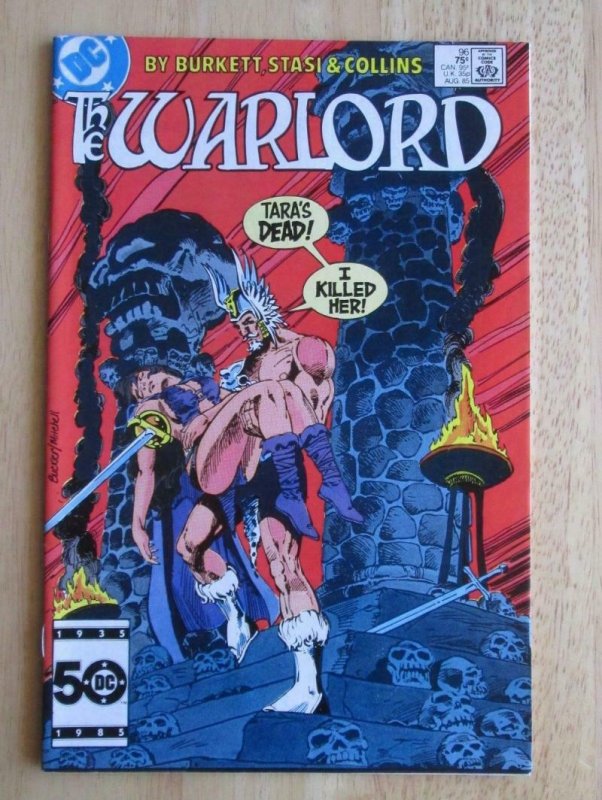 DC
BY BURKETT, STASI & COLLINS
96
75¢
CAN. 95¢
U.K. 35p
AUG. 85
APPROVED
BY THE
COMICS CODE
AUTHORITY
The WARLORD
TARA'S
DEAD!
I
KILLED
HER!
1935
50
DC
1985